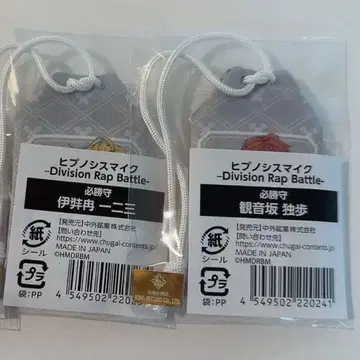 ヒプノシスマイク
-Division Rap Battle-
必勝守
伊弉冉 一二三
【発売元】中外鉱業株式会社
【問い合わせ先】
https://www.chugai-contents.jp/
MADE IN JAPAN
©HMDRBM
紙
シール
プラ
袋:PP
4 549502 220
ヒプノシスマイク
-Division Rap Battle-
必勝守
観音坂 独歩
【発売元】中外鉱業株式会社
【問い合わせ先】
https://www.chugai-contents.jp/
MADE IN JAPAN
©HMDRBM
紙
シール
プラ
袋:PP
4 549502 220241